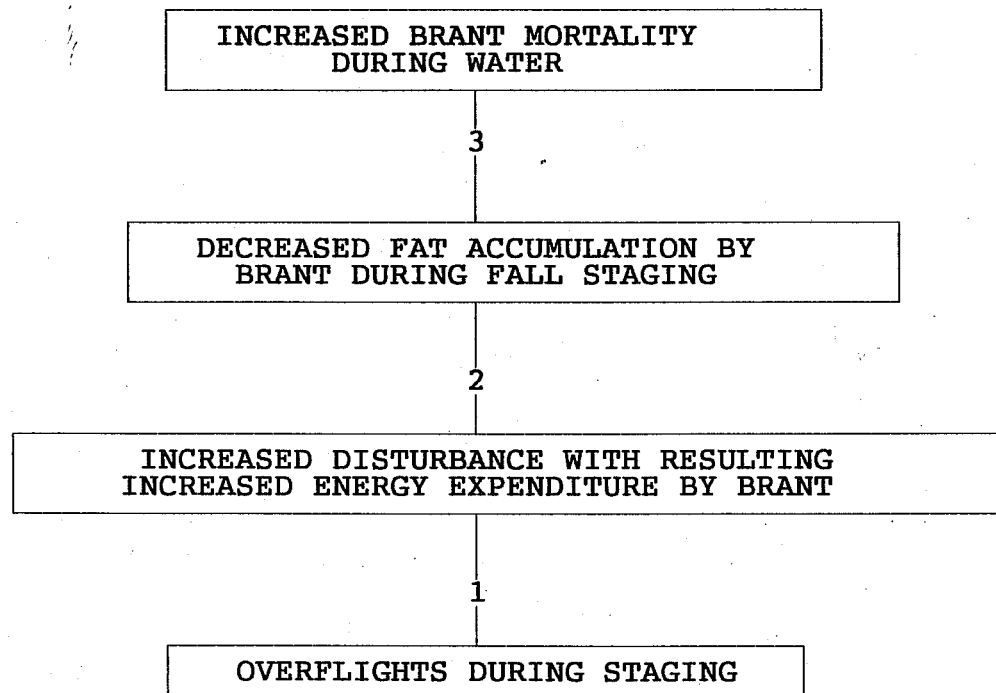 INCREASED BRANT MORTALITY
DURING WATER
3
DECREASED FAT ACCUMULATION BY
BRANT DURING FALL STAGING
2
INCREASED DISTURBANCE WITH RESULTING
INCREASED ENERGY EXPENDITURE BY BRANT
1
OVERFLIGHTS DURING STAGING